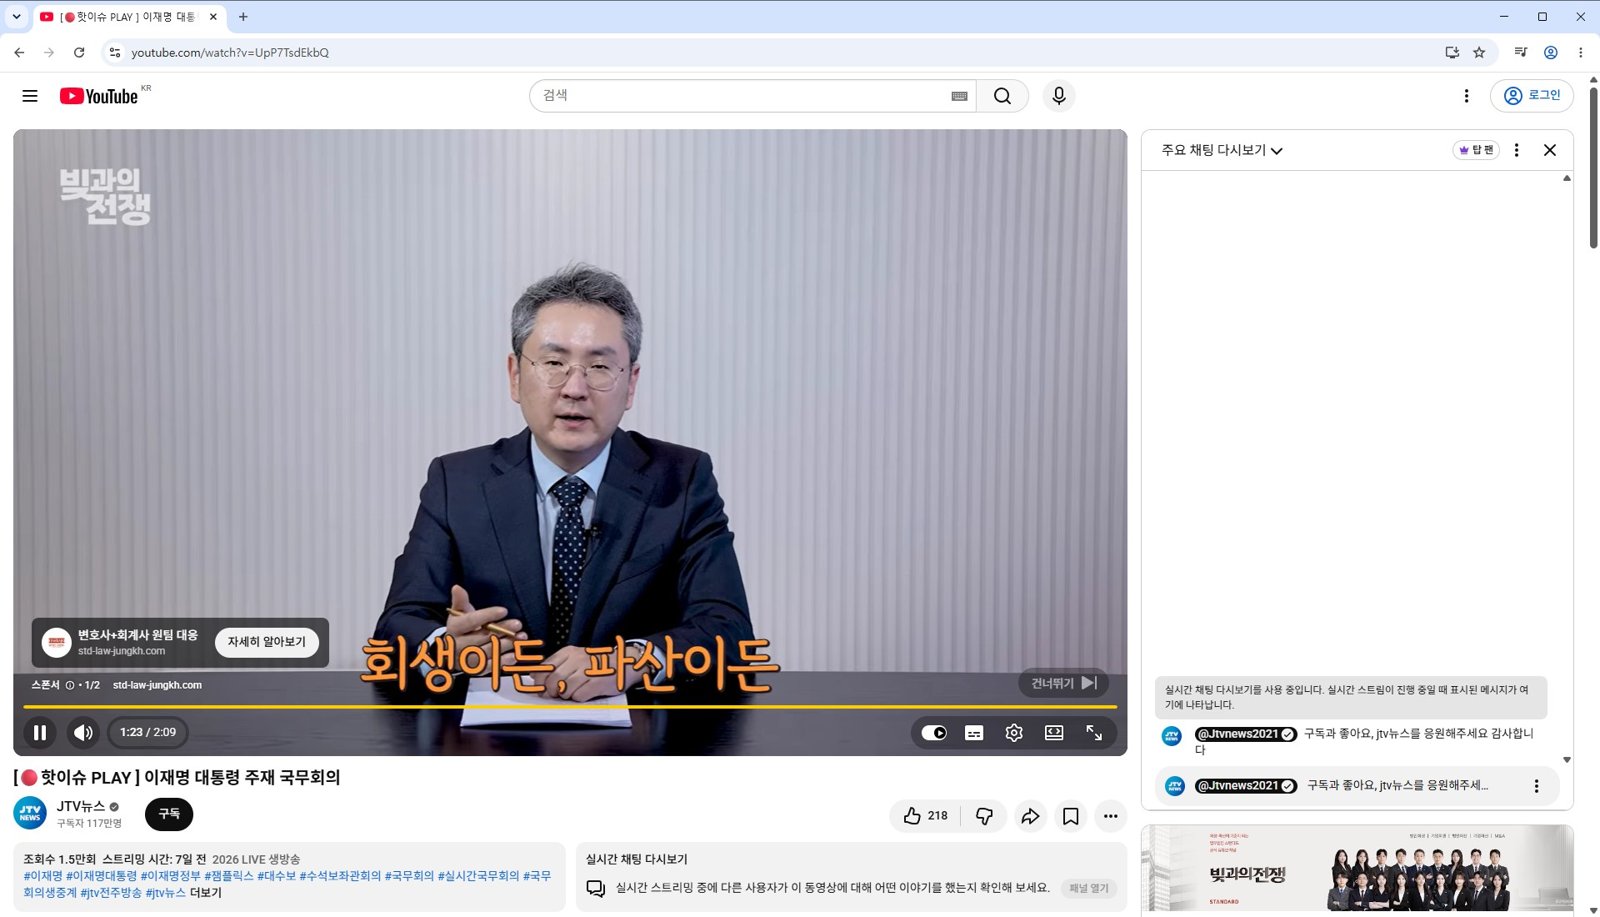 [🔴핫이슈 PLAY ] 이재명 대통
youtube.com/watch?v=UpP7TsdEkbQ
YouTube KR
검색
로그인
빛과의
전쟁
변호사+회계사 원팀 대응
std-law-jungkh.com
자세히 알아보기
회생이든, 파산이든
스폰서 • 1/2 std-law-jungkh.com
건너뛰기
1:23 / 2:09
주요 채팅 다시보기
탑 팬
실시간 채팅 다시보기를 사용 중입니다. 실시간 스트림이 진행 중일 때 표시된 메시지가 여
기에 나타납니다.
@Jtvnews2021 구독과 좋아요, jtv뉴스를 응원해주세요 감사합니
다
@Jtvnews2021 구독과 좋아요, jtv뉴스를 응원해주세...
[🔴핫이슈 PLAY ] 이재명 대통령 주재 국무회의
JTV뉴스
구독자 117만명
구독
218
조회수 1.5만회 스트리밍 시간: 7일 전 2026 LIVE 생방송
#이재명 #이재명대통령 #이재명정부 #잼플릭스 #대수보 #수석보좌관회의 #국무회의 #실시간국무회의 #국무
회의생중계 #jtv전주방송 #jtv뉴스 더보기
실시간 채팅 다시보기
실시간 스트리밍 중에 다른 사용자가 이 동영상에 대해 어떤 이야기를 했는지 확인해 보세요.
패널 열기
빛과의전쟁
STANDARD